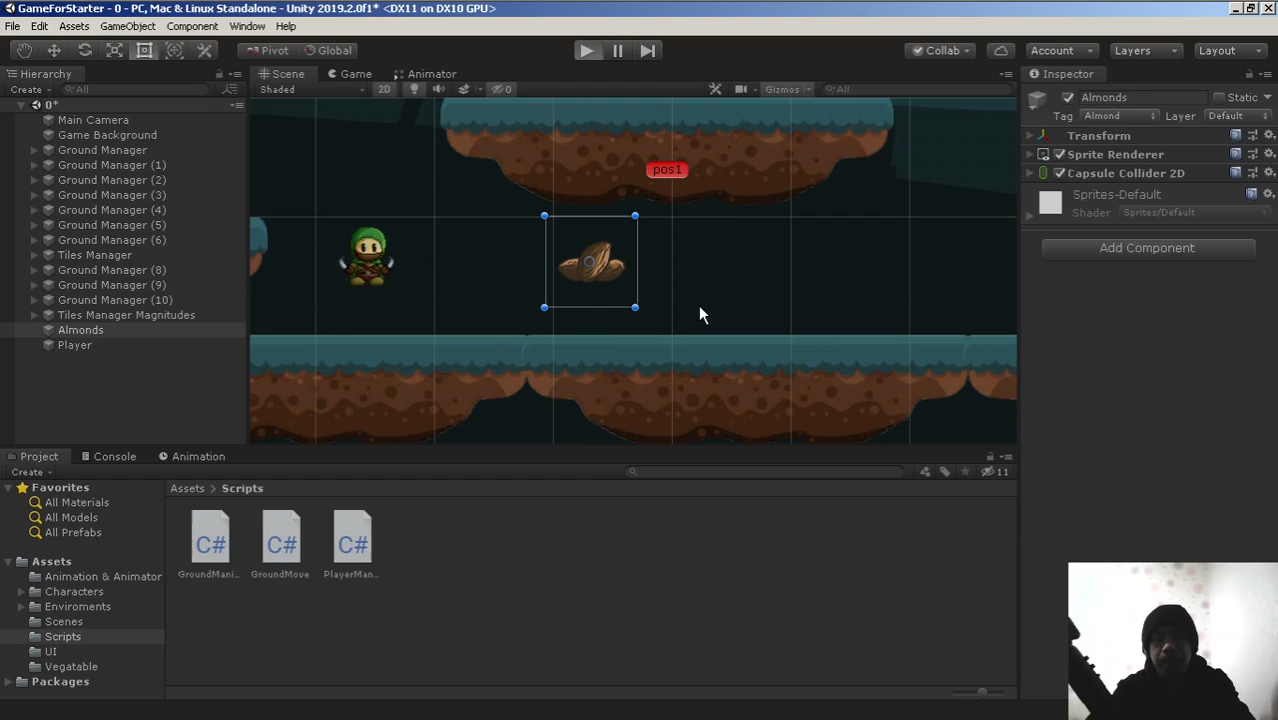 GameForStarter - 0 - PC, Mac & Linux Standalone - Unity 2019.2.0f1* <DX11 on DX10 GPU>
File Edit Assets GameObject Component Window Help
Pivot Global Collab Account Layers Layout
Hierarchy
Create All
0*
Main Camera
Game Background
Ground Manager
Ground Manager (1)
Ground Manager (2)
Ground Manager (3)
Ground Manager (4)
Ground Manager (5)
Ground Manager (6)
Tiles Manager
Ground Manager (8)
Ground Manager (9)
Ground Manager (10)
Tiles Manager Magnitudes
Almonds
Player
Scene Game Animator
Shaded 2D 0 Gizmos All
pos1
Inspector
Almonds Static
Tag Almond Layer Default
Transform
Sprite Renderer
Capsule Collider 2D
Sprites-Default
Shader Sprites/Default
Add Component
Project Console Animation
Create 11
Favorites
All Materials
All Models
All Prefabs
Assets
Animation & Animator
Characters
Enviroments
Scenes
Scripts
UI
Vegatable
Packages
Assets > Scripts
C# C# C#
GroundMani... GroundMove PlayerMan...